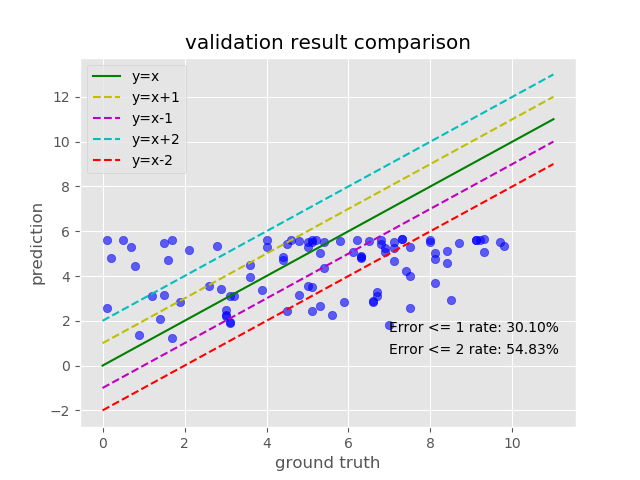 validation result comparison
y=x
y=x+1
y=x-1
y=x+2
y=x-2
12
10
8
6
4
2
0
−2
prediction
Error <= 1 rate: 30.10%
Error <= 2 rate: 54.83%
0 2 4 6 8 10
ground truth